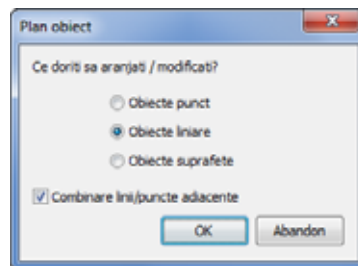 Plan obiect
Ce doriti sa aranjati / modificati?
Obiecte punct
Obiecte liniare
Obiecte suprafete
Combinare linii/puncte adiacente
OK Abandon